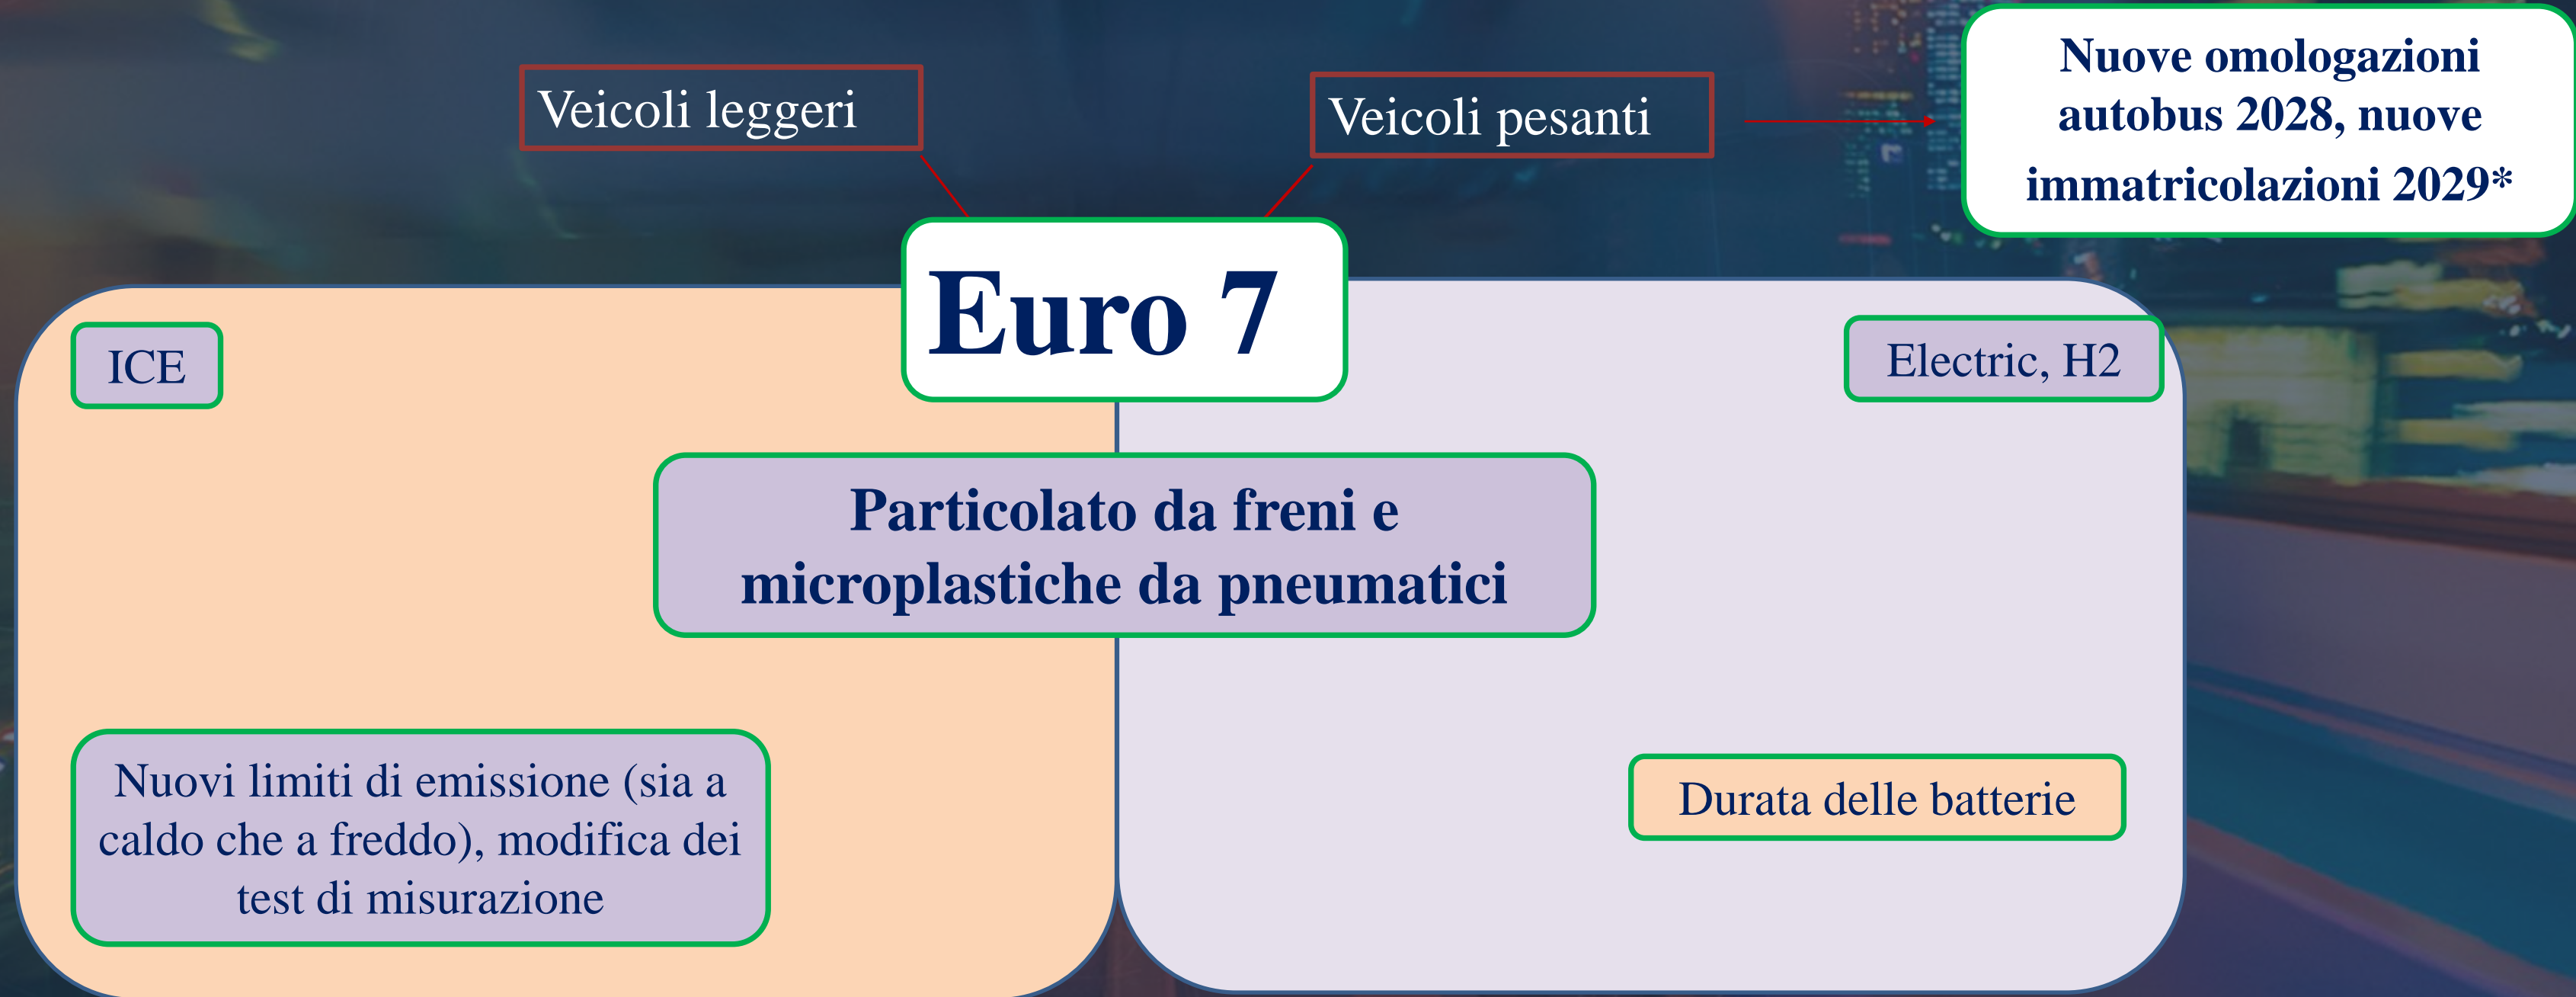 Nuove omologazioni
autobus 2028, nuove
immatricolazioni 2029*
Veicoli leggeri
Veicoli pesanti
Euro 7
ICE
Electric, H2
Particolato da freni e
microplastiche da pneumatici
Nuovi limiti di emissione (sia a
caldo che a freddo), modifica dei
test di misurazione
Durata delle batterie